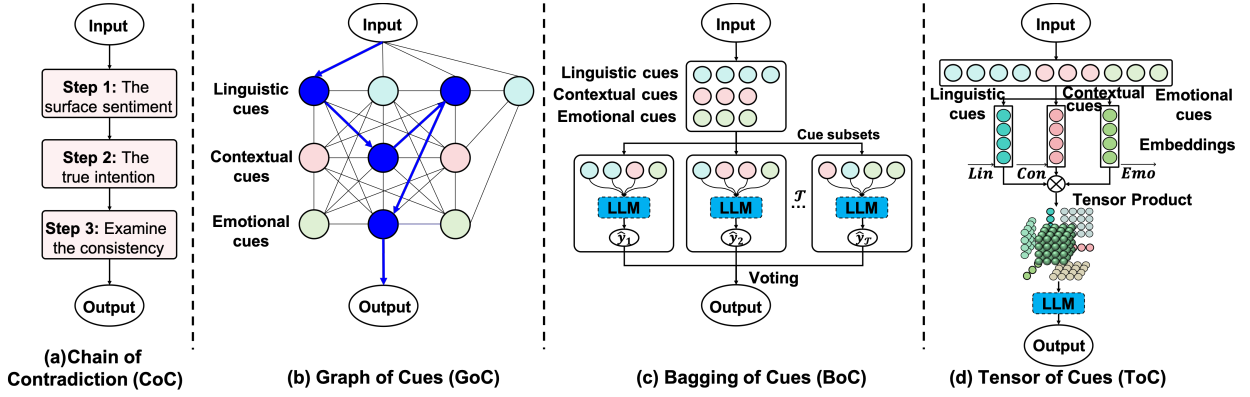 Input
Step 1: The
surface sentiment
Step 2: The
true intention
Step 3: Examine
the consistency
Output
(a)Chain of
Contradiction (CoC)
Input
Linguistic
cues
Contextual
cues
Emotional
cues
Output
(b) Graph of Cues (GoC)
Input
Linguistic cues
Contextual cues
Emotional cues
Cue subsets
LLM
LLM
𝒯
...
LLM
ŷ₁
ŷ₂
ŷ_𝒯
Voting
Output
(c) Bagging of Cues (BoC)
Input
Linguistic
cues
Contextual
cues
Emotional
cues
Embeddings
Lin
Con
Emo
Tensor Product
LLM
Output
(d) Tensor of Cues (ToC)